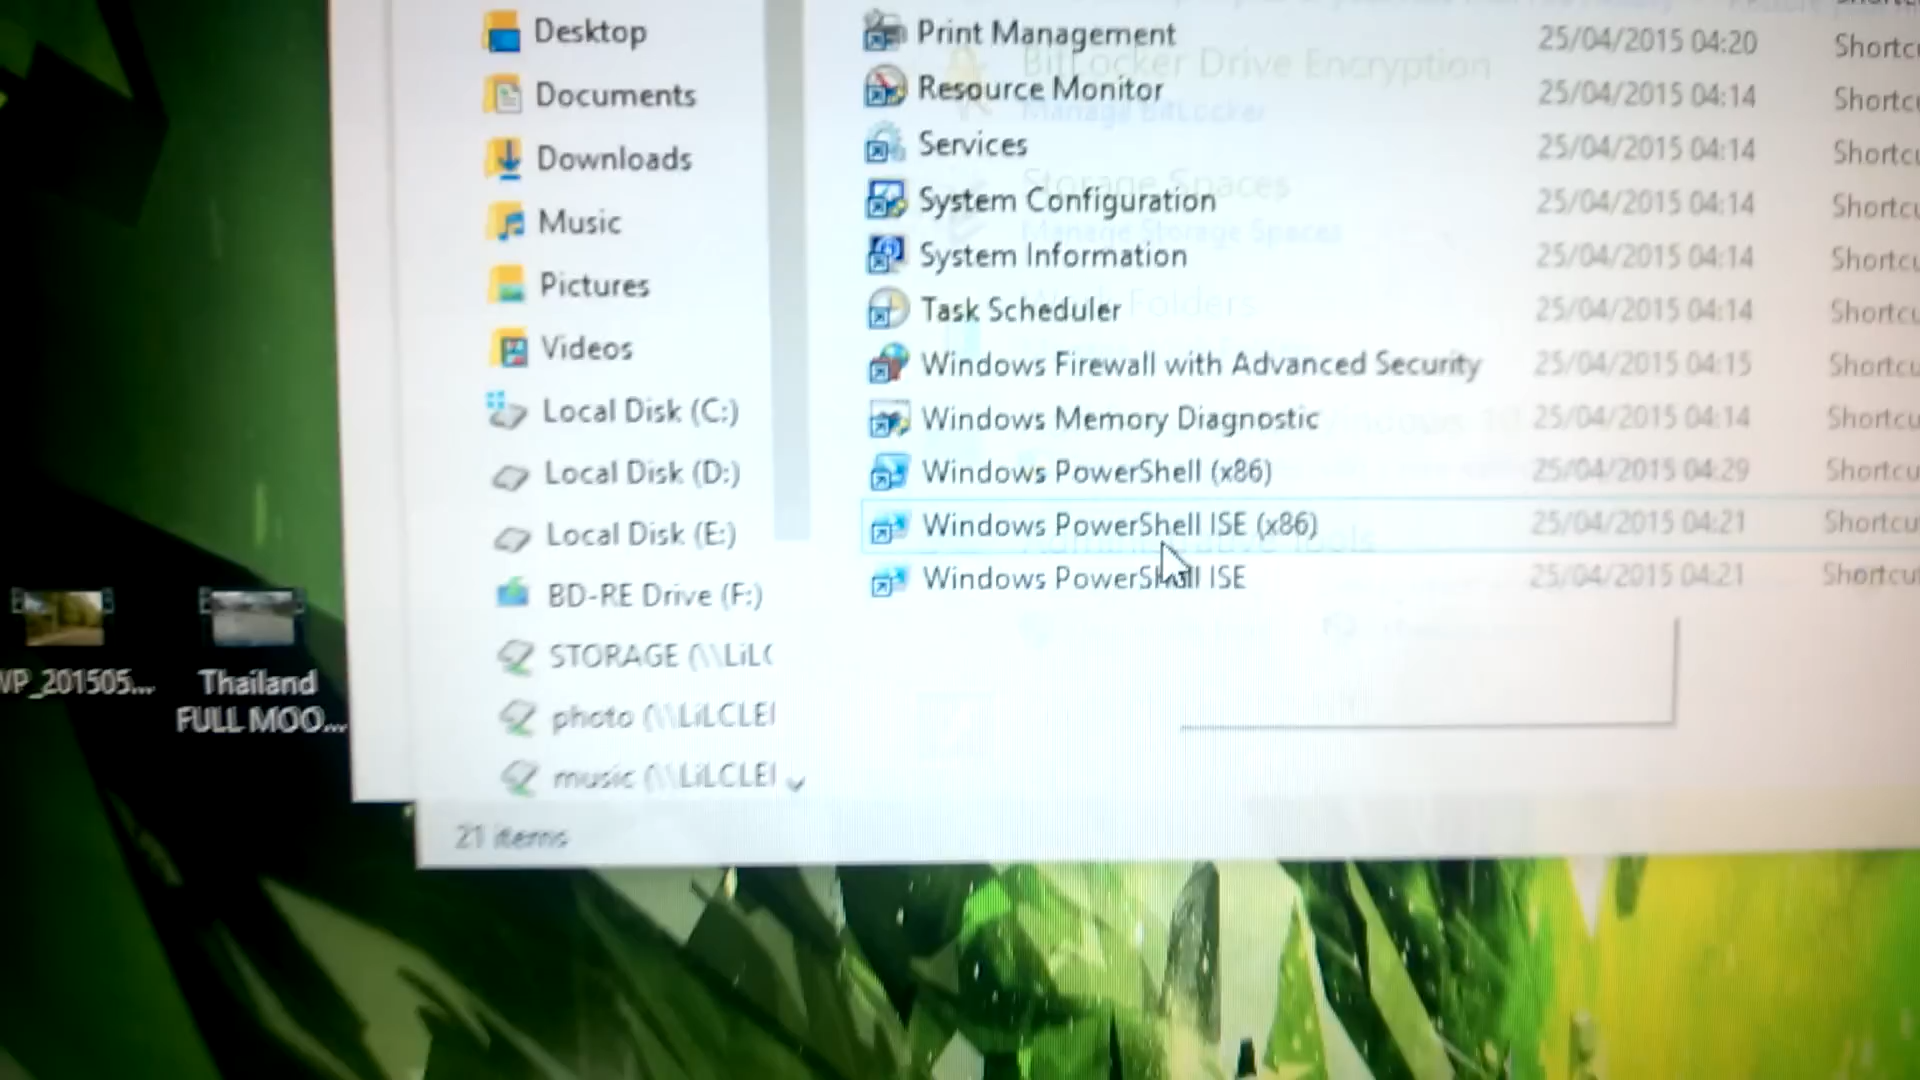 Desktop
Documents
Downloads
Music
Pictures
Videos
Local Disk (C:)
Local Disk (D:)
Local Disk (E:)
BD-RE Drive (F:)
STORAGE (\\LiLC
photo (\\LiLCLEI
music (\\LiLCLEI
21 items
Print Management 25/04/2015 04:20 Shortcu
Resource Monitor 25/04/2015 04:14 Shortcu
Services 25/04/2015 04:14 Shortcu
System Configuration 25/04/2015 04:14 Shortcu
System Information 25/04/2015 04:14 Shortcu
Task Scheduler 25/04/2015 04:14 Shortcu
Windows Firewall with Advanced Security 25/04/2015 04:15 Shortcu
Windows Memory Diagnostic 25/04/2015 04:14 Shortcu
Windows PowerShell (x86) 25/04/2015 04:29 Shortcu
Windows PowerShell ISE (x86) 25/04/2015 04:21 Shortcu
Windows PowerShell ISE 25/04/2015 04:21 Shortcut
BitLocker Drive Encryption
Manage BitLocker
Storage Spaces
Manage Storage Spaces
Work Folders
WP_201505...
Thailand
FULL MOO...